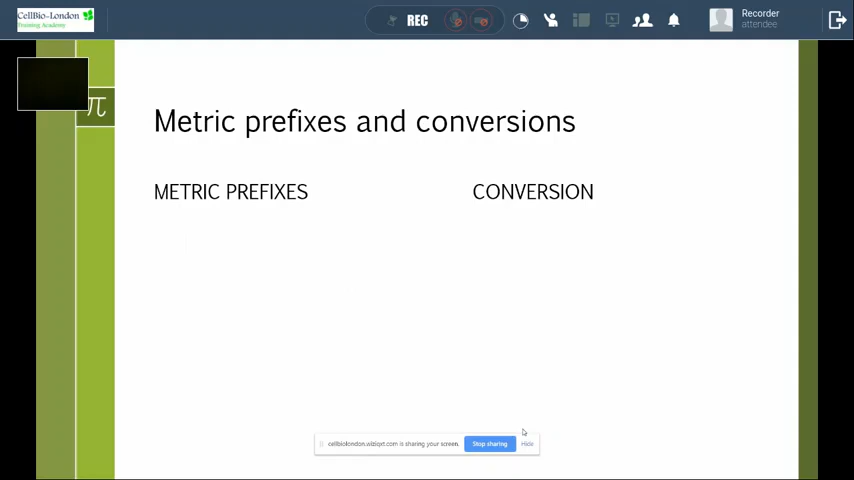 CellBio-London
Training Academy
REC
Recorder
attendee
π
Metric prefixes and conversions
METRIC PREFIXES
CONVERSION
cellbiolondon.wiziqxt.com is sharing your screen.
Stop sharing
Hide